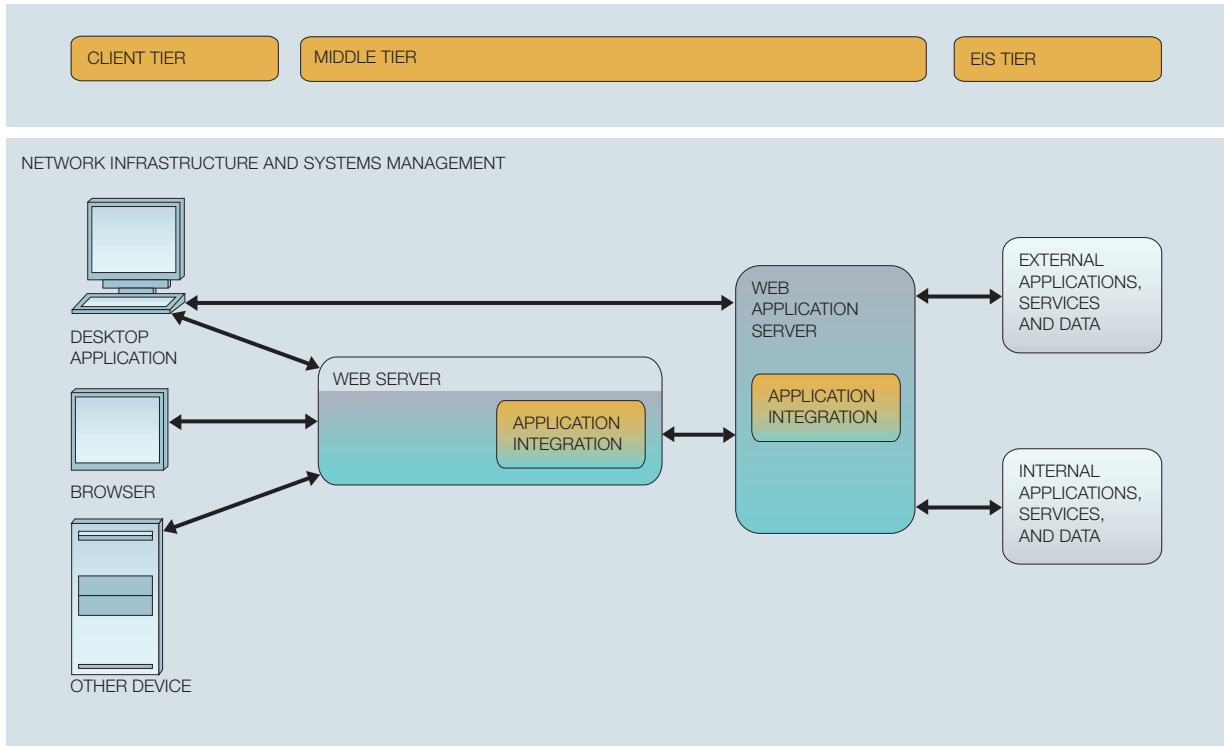 CLIENT TIER
MIDDLE TIER
EIS TIER
NETWORK INFRASTRUCTURE AND SYSTEMS MANAGEMENT
DESKTOP
APPLICATION
BROWSER
OTHER DEVICE
WEB SERVER
APPLICATION
INTEGRATION
WEB
APPLICATION
SERVER
APPLICATION
INTEGRATION
EXTERNAL
APPLICATIONS,
SERVICES
AND DATA
INTERNAL
APPLICATIONS,
SERVICES,
AND DATA